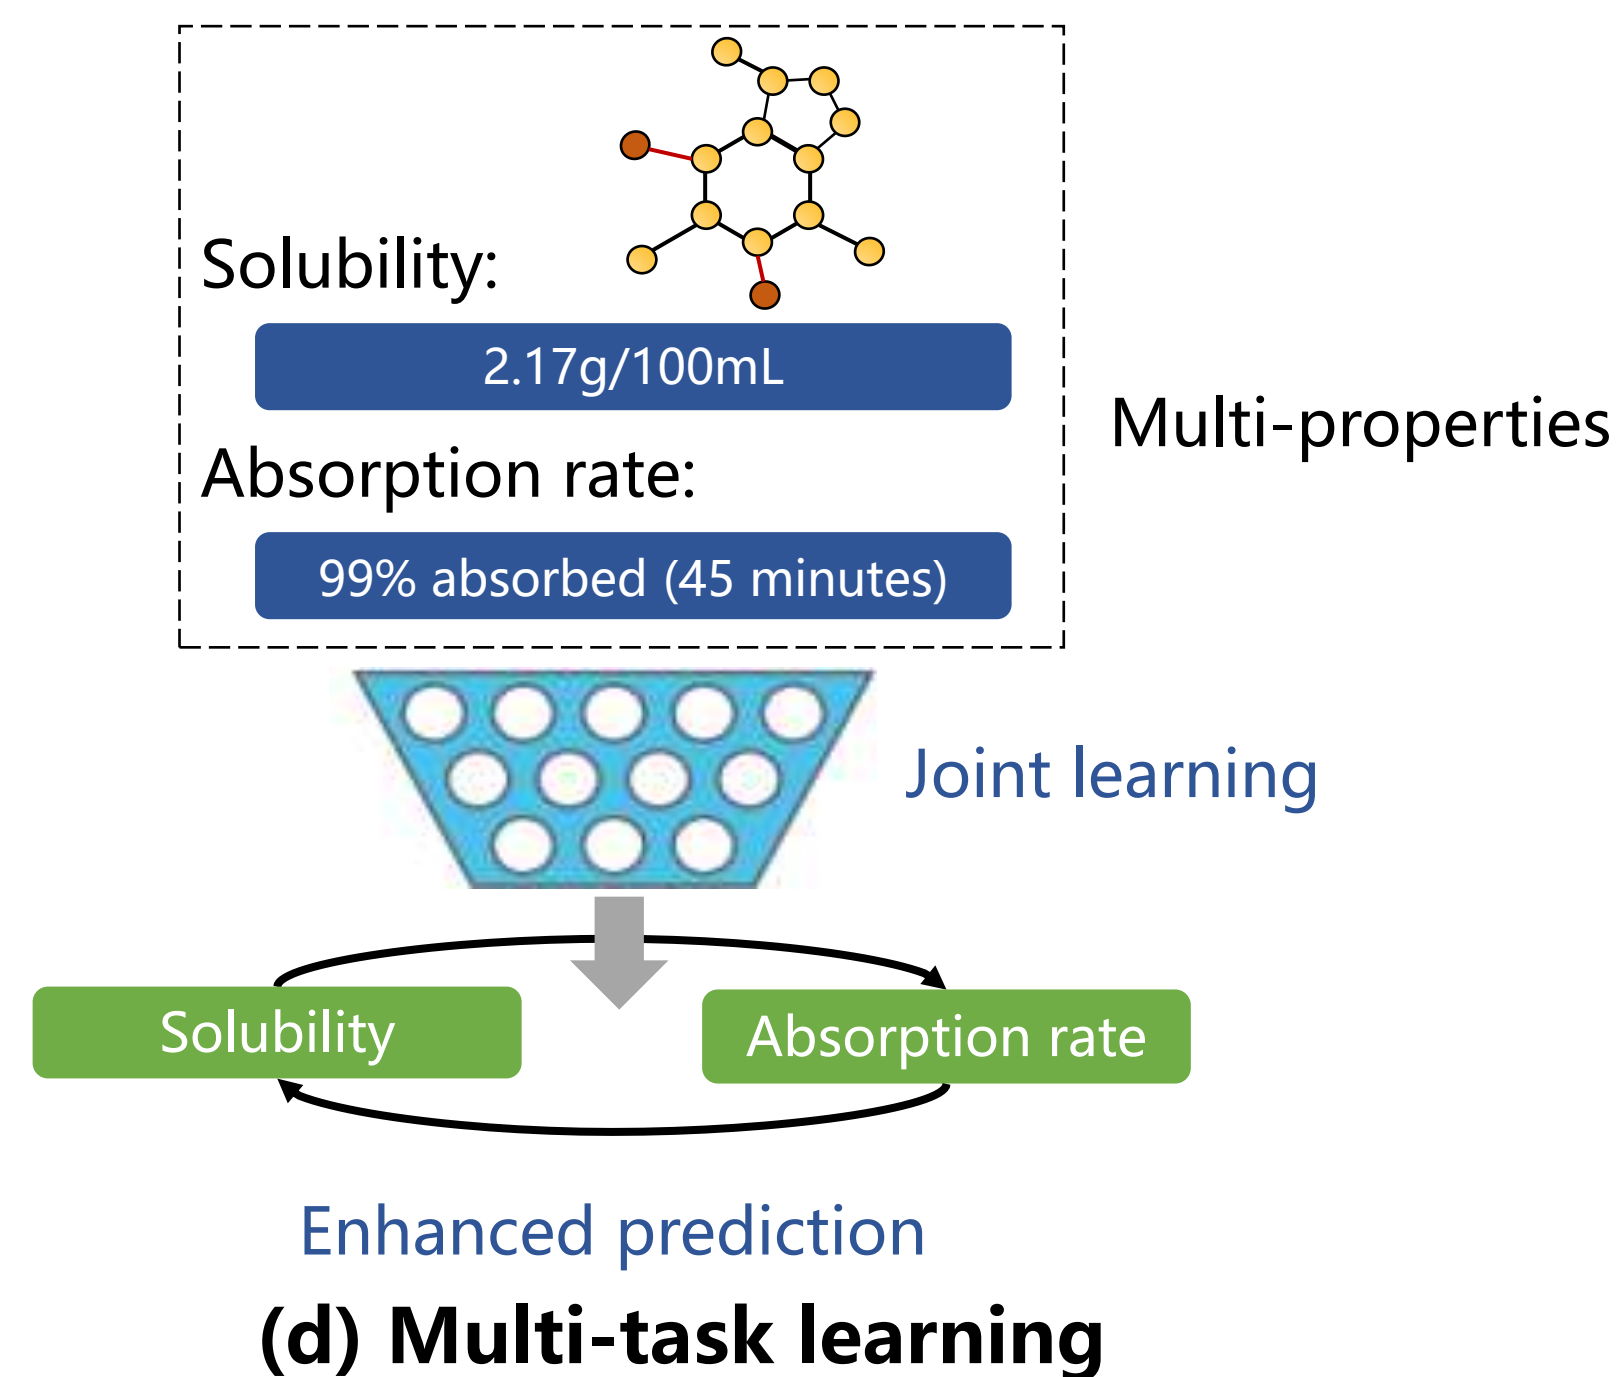 Solubility:
2.17g/100mL
Absorption rate:
99% absorbed (45 minutes)
Multi-properties
Joint learning
Solubility
Absorption rate
Enhanced prediction
(d) Multi-task learning